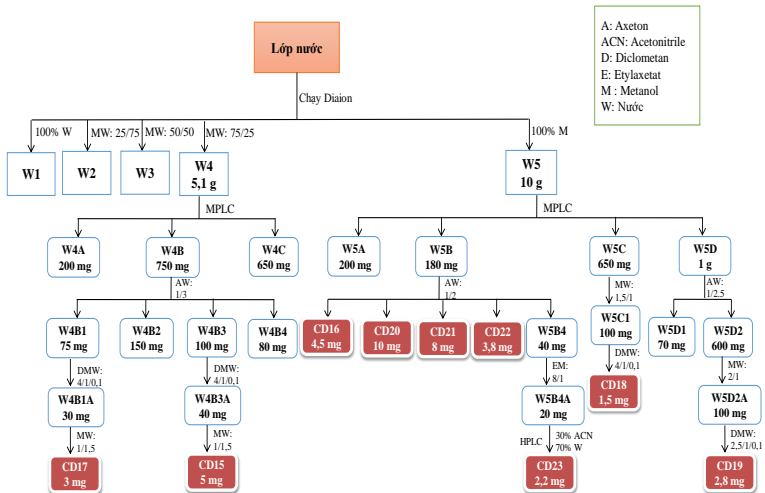 Lớp nước
A: Axeton
ACN: Acetonitrile
D: Diclometan
E: Etylaxetat
M : Metanol
W: Nước
Chạy Diaion
100% W
MW: 25/75
MW: 50/50
MW: 75/25
100% M
W1
W2
W3
W4
5,1 g
W5
10 g
MPLC
MPLC
W4A
200 mg
W4B
750 mg
W4C
650 mg
W5A
200 mg
W5B
180 mg
W5C
650 mg
W5D
1 g
AW:
1/3
AW:
1/2
MW:
1,5/1
AW:
1/2.5
W4B1
75 mg
W4B2
150 mg
W4B3
100 mg
W4B4
80 mg
CD16
4,5 mg
CD20
10 mg
CD21
8 mg
CD22
3,8 mg
W5B4
40 mg
W5C1
100 mg
W5D1
70 mg
W5D2
600 mg
DMW:
4/1/0,1
DMW:
4/1/0,1
EM:
8/1
DMW:
4/1/0,1
MW:
2/1
W4B1A
30 mg
W4B3A
40 mg
W5B4A
20 mg
CD18
1,5 mg
W5D2A
100 mg
MW:
1/1,5
MW:
1/1,5
HPLC
30% ACN
70% W
DMW:
2,5/1/0,1
CD17
3 mg
CD15
5 mg
CD23
2,2 mg
CD19
2,8 mg